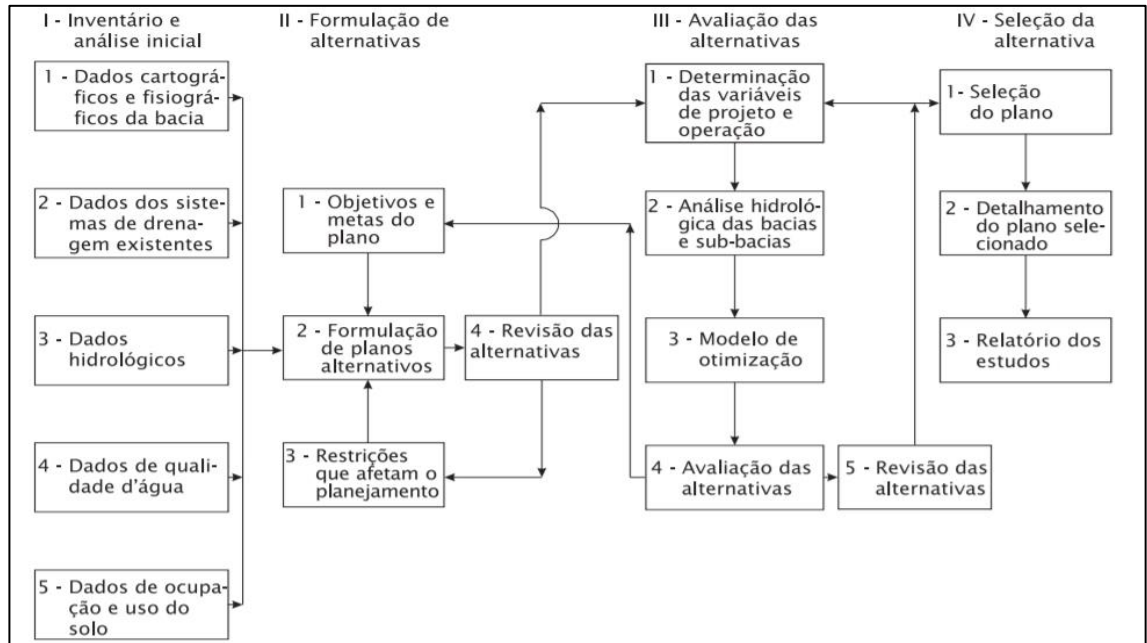 I - Inventário e
análise inicial
1 - Dados cartográ-
ficos e fisiográ-
ficos da bacia
2 - Dados dos siste-
mas de drena-
gem existentes
3 - Dados
hidrológicos
4 - Dados de quali-
dade d’água
5 - Dados de ocupa-
ção e uso do
solo
II - Formulação de
alternativas
1 - Objetivos e
metas do
plano
2 - Formulação
de planos
alternativos
3 - Restrições
que afetam o
planejamento
4 - Revisão das
alternativas
III - Avaliação das
alternativas
1 - Determinação
das variáveis
de projeto e
operação
2 - Análise hidroló-
gica das bacias
e sub-bacias
3 - Modelo de
otimização
4 - Avaliação das
alternativas
5 - Revisão das
alternativas
IV - Seleção da
alternativa
1- Seleção
do plano
2 - Detalhamento
do plano sele-
cionado
3 - Relatório dos
estudos